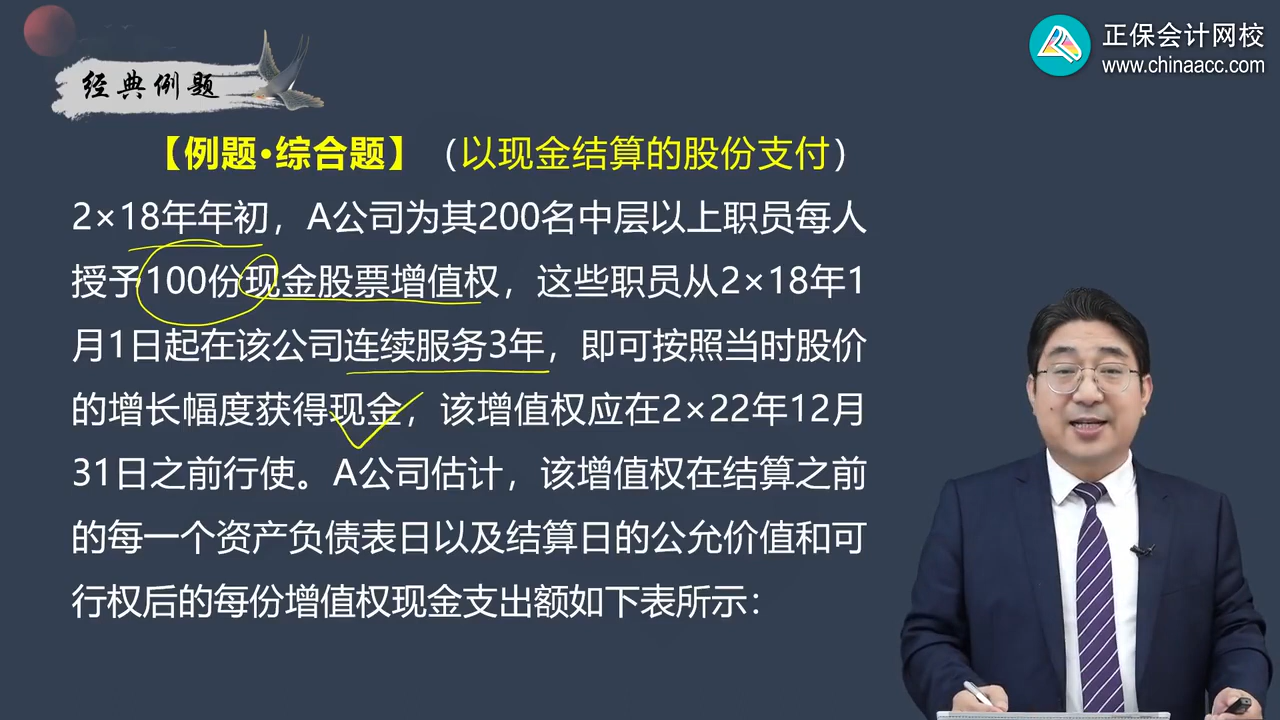 正保会计网校
www.chinaacc.com
经典例题
【例题•综合题】（以现金结算的股份支付）
2×18年年初，A公司为其200名中层以上职员每人
授予100份现金股票增值权，这些职员从2×18年1
月1日起在该公司连续服务3年，即可按照当时股价
的增长幅度获得现金，该增值权应在2×22年12月
31日之前行使。A公司估计，该增值权在结算之前
的每一个资产负债表日以及结算日的公允价值和可
行权后的每份增值权现金支出额如下表所示：